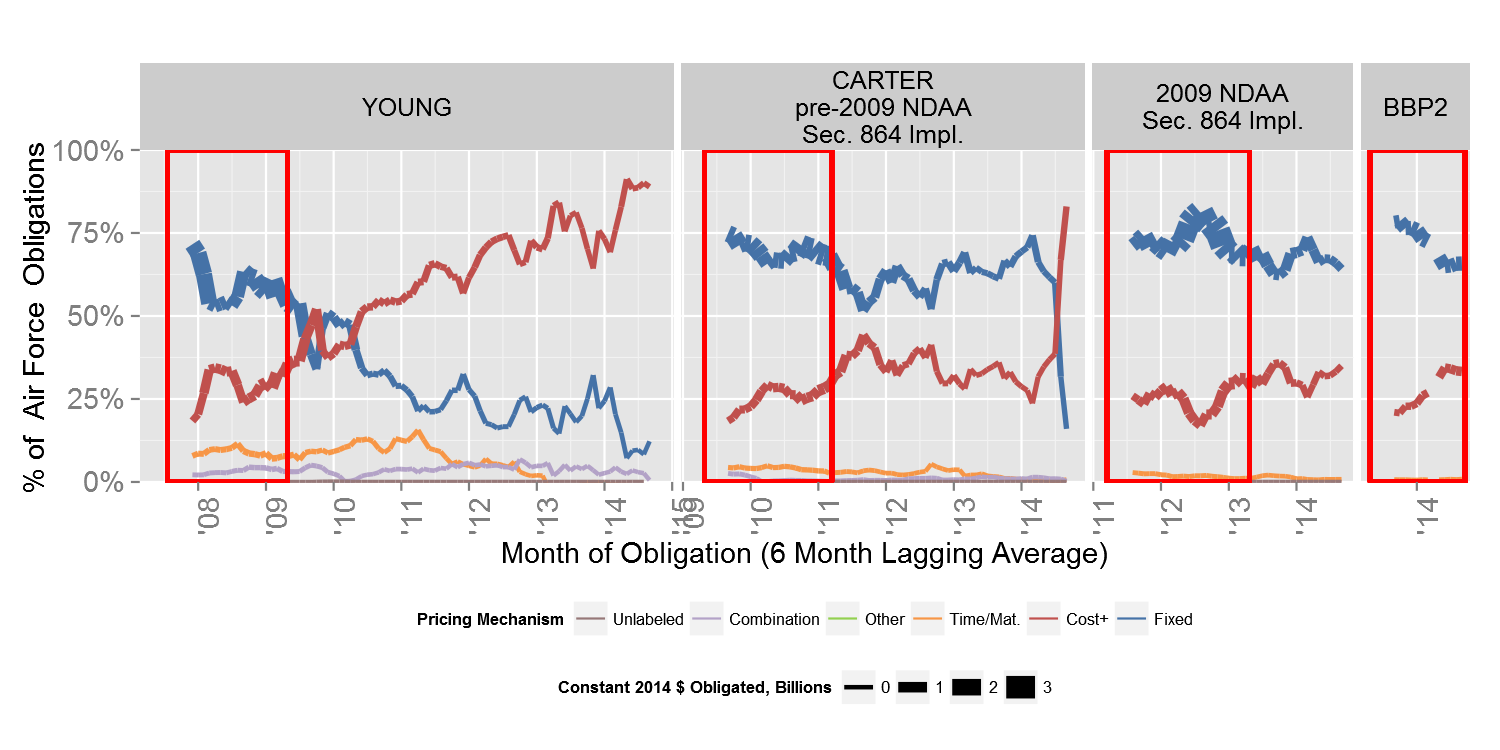 YOUNG
CARTER
pre-2009 NDAA
Sec. 864 Impl.
2009 NDAA
Sec. 864 Impl.
BBP2
% of Air Force Obligations
100%
75%
50%
25%
0%
'08
'09
'10
'11
'12
'13
'14
'15
'09
'10
'11
'12
'13
'14
'11
'12
'13
'14
'14
Month of Obligation (6 Month Lagging Average)
Pricing Mechanism Unlabeled Combination Other Time/Mat. Cost+ Fixed
Constant 2014 $ Obligated, Billions 0 1 2 3